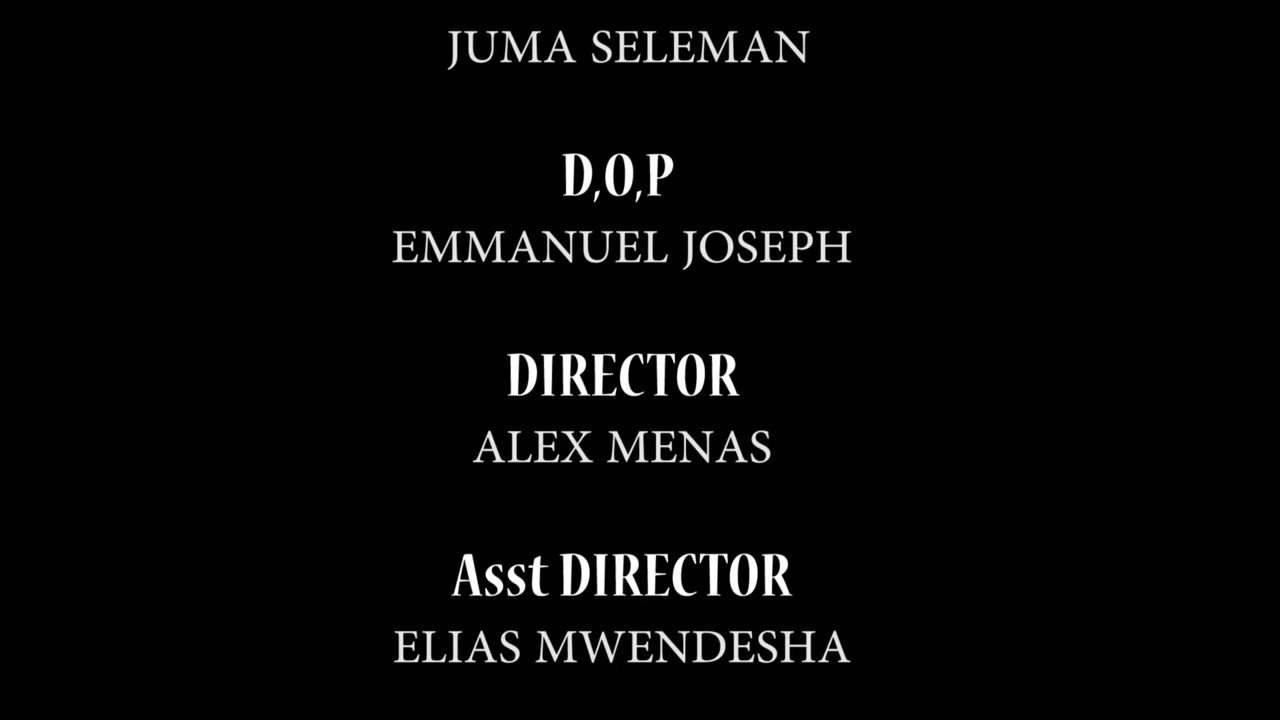 JUMA SELEMAN
D,O,P
EMMANUEL JOSEPH
DIRECTOR
ALEX MENAS
Asst DIRECTOR
ELIAS MWENDESHA